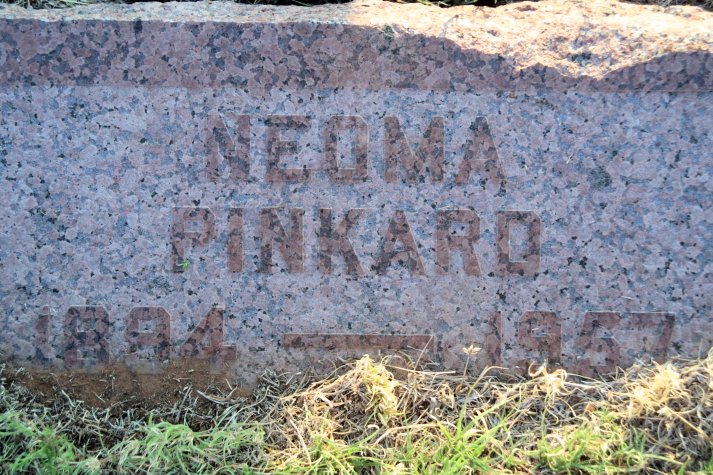 NEOMA
PINKARD
1894 — 1957